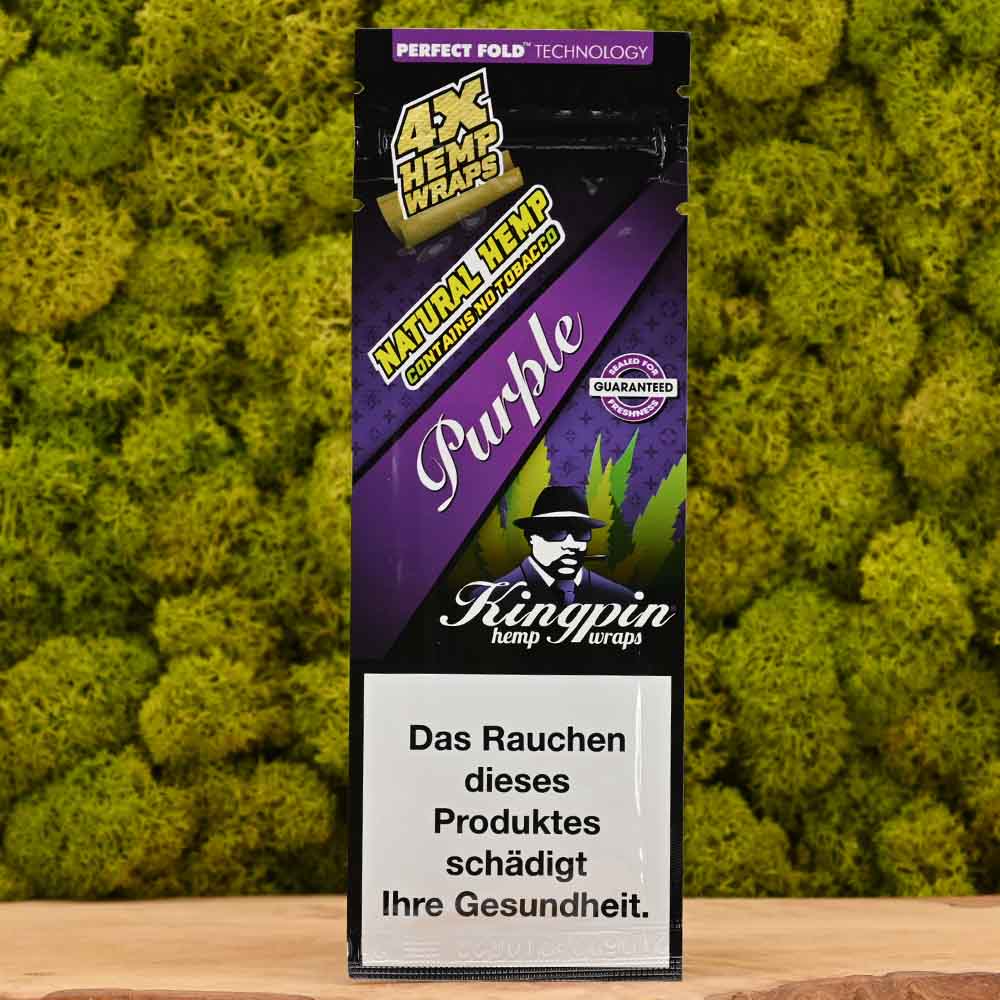 PERFECT FOLD™ TECHNOLOGY
4X
HEMP
WRAPS
NATURAL HEMP
CONTAINS NO TOBACCO
Purple
SEALED FOR
GUARANTEED
FRESHNESS
Kingpin
hemp wraps
Das Rauchen
dieses
Produktes
schädigt
Ihre Gesundheit.